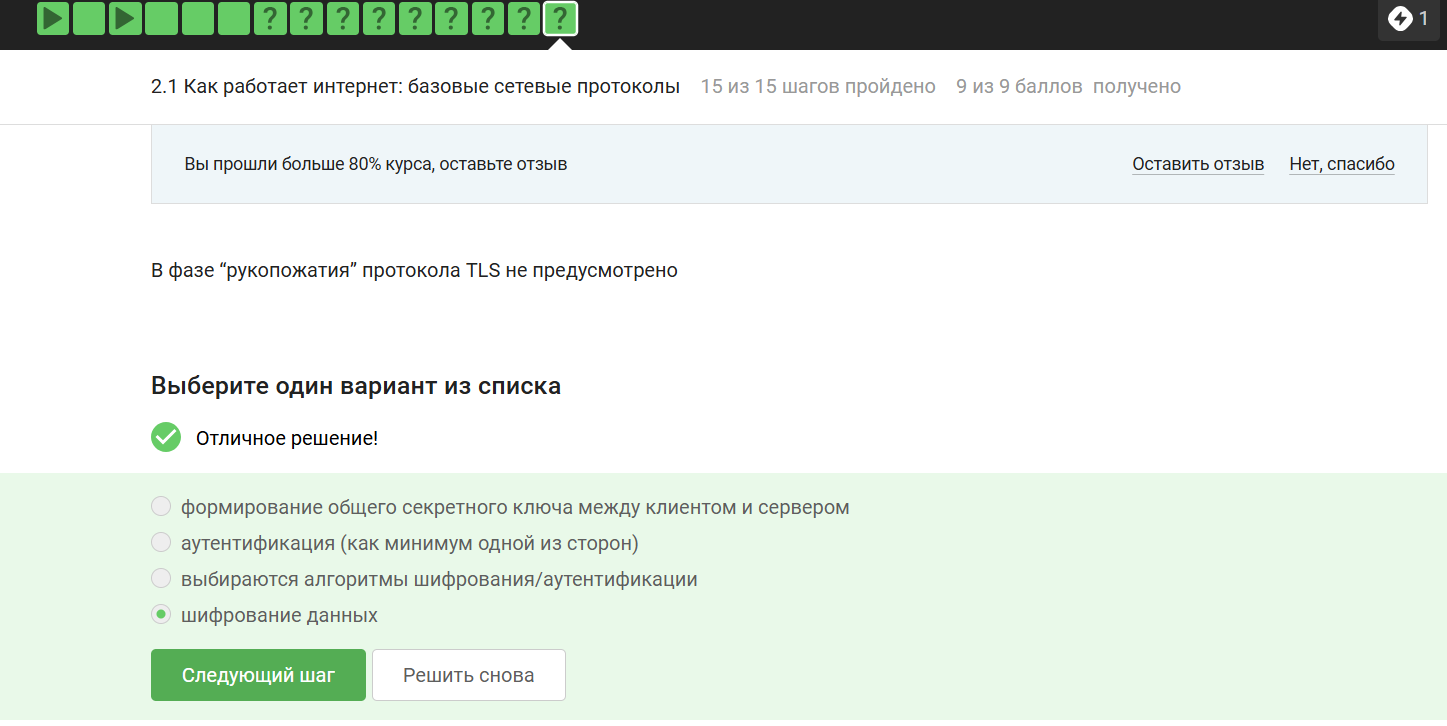 ? ? ? ? ? ? ? ? ?
1
2.1 Как работает интернет: базовые сетевые протоколы 15 из 15 шагов пройдено 9 из 9 баллов получено
Вы прошли больше 80% курса, оставьте отзыв Оставить отзыв Нет, спасибо
В фазе “рукопожатия” протокола TLS не предусмотрено
Выберите один вариант из списка
Отличное решение!
формирование общего секретного ключа между клиентом и сервером
аутентификация (как минимум одной из сторон)
выбираются алгоритмы шифрования/аутентификации
шифрование данных
Следующий шаг Решить снова